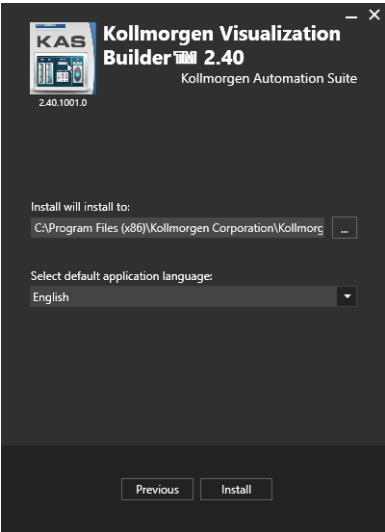 KAS
2.40.1001.0
Kollmorgen Visualization
Builder™ 2.40
Kollmorgen Automation Suite
Install will install to:
C:\Program Files (x86)\Kollmorgen Corporation\Kollmorg
...
Select default application language:
English
Previous
Install